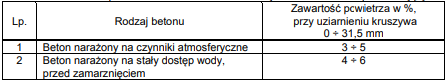 Lp. Rodzaj betonu Zawartość pcwietrza w %,
przy uziarnieniu kruszywa
0 ÷ 31,5 mm
1 Beton narażony na czynniki atmosferyczne 3 ÷ 5
2 Beton narażony na stały dostęp wody, 4 ÷ 6
przed zamarznięciem